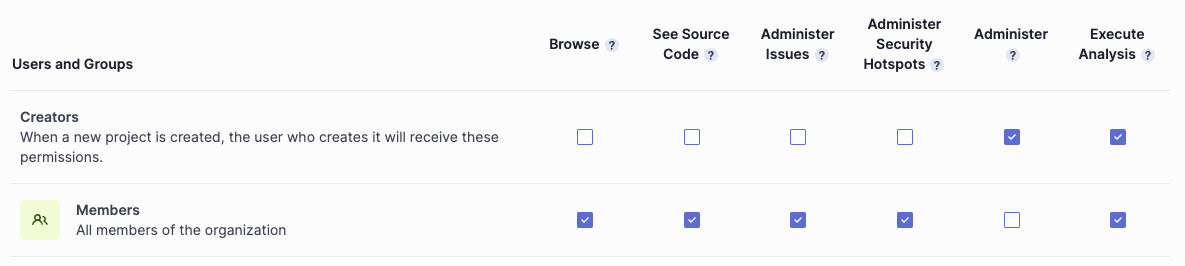 Users and Groups
Browse ?
See Source
Code ?
Administer
Issues ?
Administer
Security
Hotspots ?
Administer
?
Execute
Analysis ?
Creators
When a new project is created, the user who creates it will receive these
permissions.
Members
All members of the organization